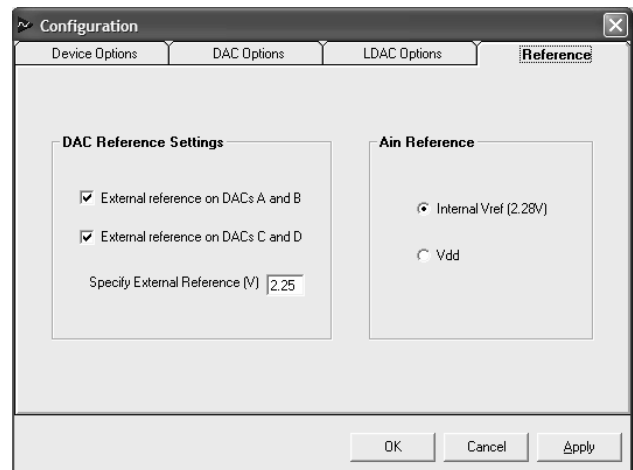 Configuration
Device Options
DAC Options
LDAC Options
Reference
DAC Reference Settings
External reference on DACs A and B
External reference on DACs C and D
Specify External Reference (V) 2.25
Ain Reference
Internal Vref (2.28V)
Vdd
OK
Cancel
Apply